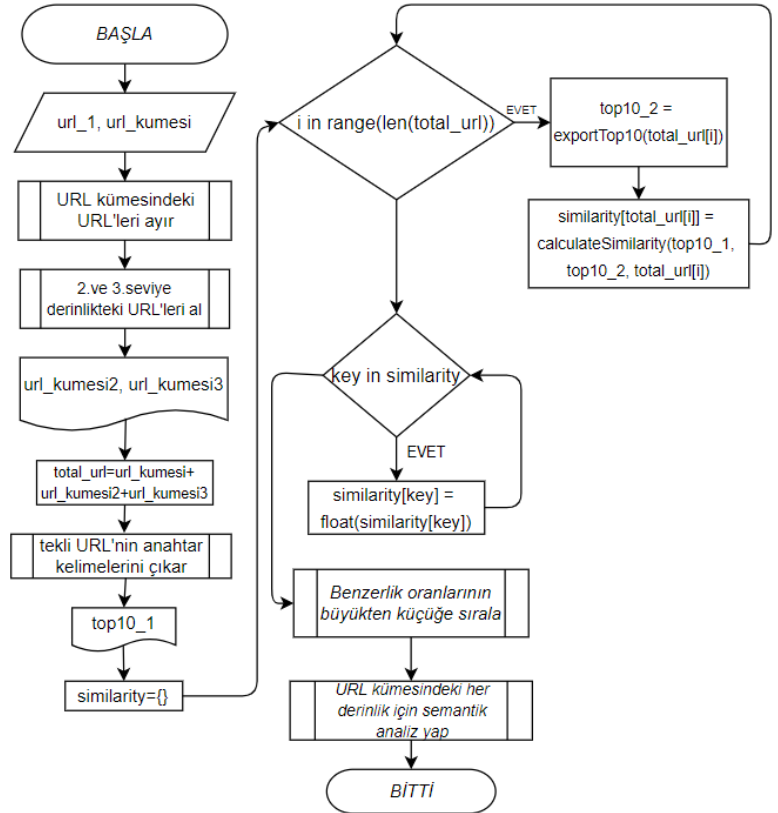 BAŞLA
url_1, url_kumesi
URL kümesindeki
URL'leri ayır
2.ve 3.seviye
derinlikteki URL'leri al
url_kumesi2, url_kumesi3
total_url=url_kumesi+
url_kumesi2+url_kumesi3
tekli URL'nin anahtar
kelimelerini çıkar
top10_1
similarity={}
i in range(len(total_url))
EVET
top10_2 =
exportTop10(total_url[i])
similarity[total_url[i]] =
calculateSimilarity(top10_1,
top10_2, total_url[i])
key in similarity
EVET
similarity[key] =
float(similarity[key])
Benzerlik oranlarının
büyükten küçüğe sırala
URL kümesindeki her
derinlik için semantik
analiz yap
BİTTİ